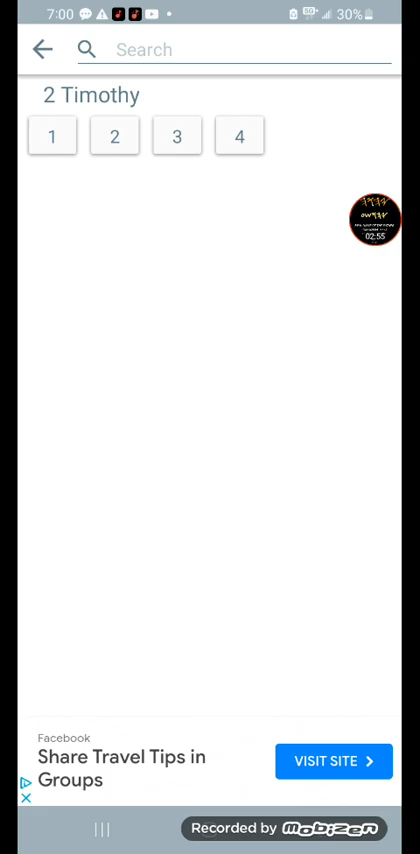 7:00
5G+
30%
Search
2 Timothy
1 2 3 4
02:55
Facebook
Share Travel Tips in
Groups
VISIT SITE
Recorded by Mobizen